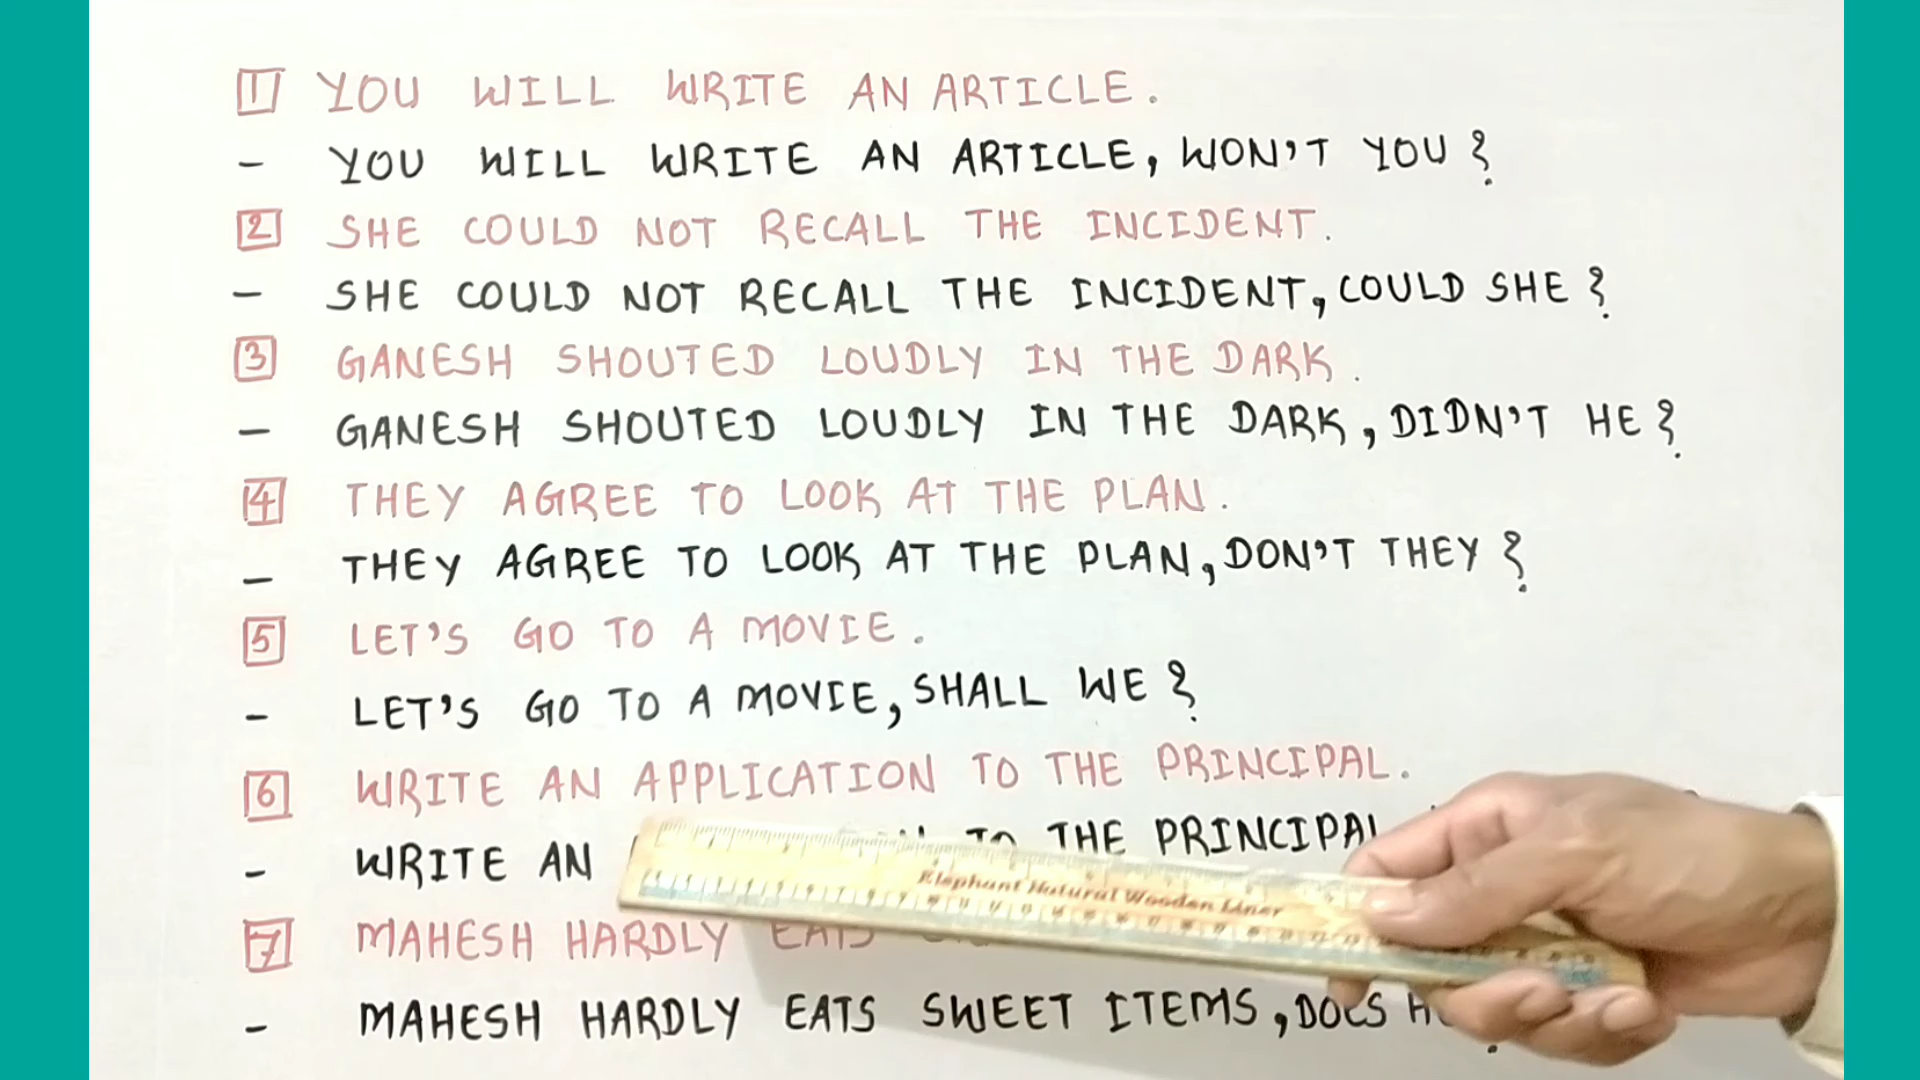 1 YOU WILL WRITE AN ARTICLE.
- YOU WILL WRITE AN ARTICLE, WON'T YOU?
2 SHE COULD NOT RECALL THE INCIDENT.
- SHE COULD NOT RECALL THE INCIDENT, COULD SHE?
3 GANESH SHOUTED LOUDLY IN THE DARK.
- GANESH SHOUTED LOUDLY IN THE DARK, DIDN'T HE?
4 THEY AGREE TO LOOK AT THE PLAN.
- THEY AGREE TO LOOK AT THE PLAN, DON'T THEY?
5 LET'S GO TO A MOVIE.
- LET'S GO TO A MOVIE, SHALL WE?
6 WRITE AN APPLICATION TO THE PRINCIPAL.
- WRITE AN TO THE PRINCIPAL
Elephant Natural Wooden Liner
7 MAHESH HARDLY EATS
- MAHESH HARDLY EATS SWEET ITEMS, DOES